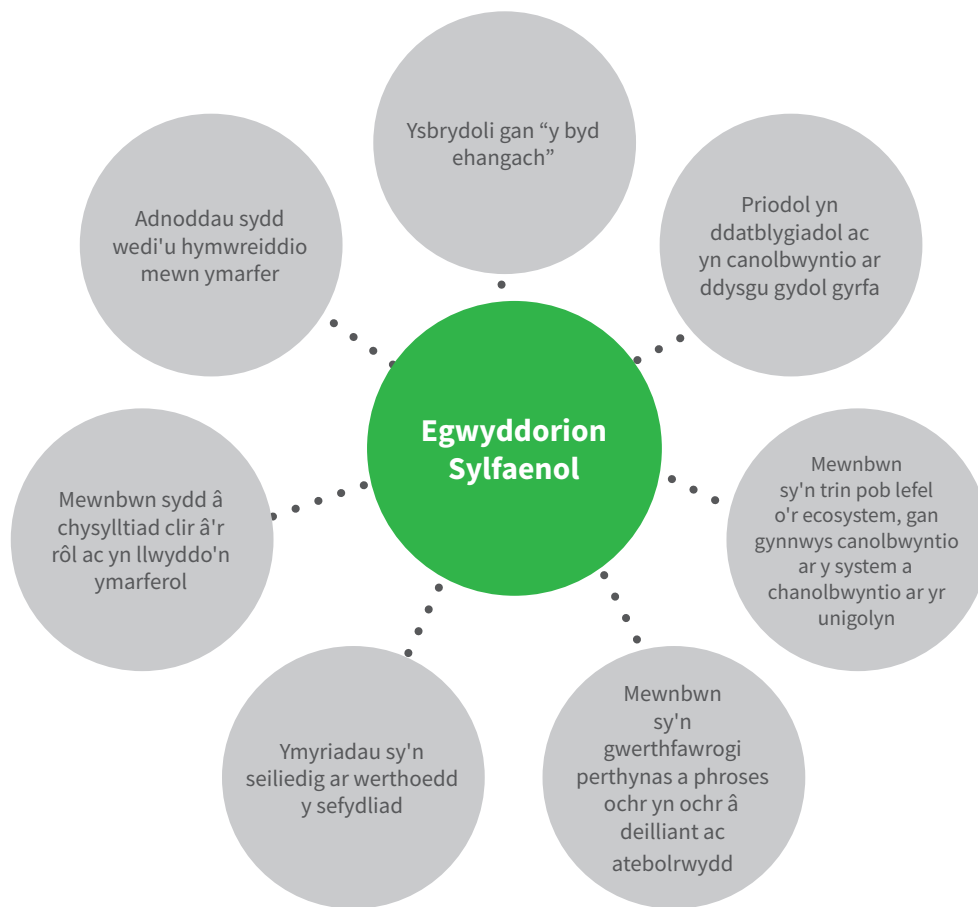 Ysbrydoli gan “y byd
ehangach”
Priodol yn
ddatblygiadol ac
yn canolbwyntio ar
ddysgu gydol gyrfa
Mewnbwn
sy'n trin pob lefel
o'r ecosystem, gan
gynnwys canolbwyntio
ar y system a
chanolbwyntio ar yr
unigolyn
Mewnbwn
sy'n
gwerthfawrogi
perthynas a phroses
ochr yn ochr â
deilliant ac
atebolrwydd
Ymyriadau sy'n
seiliedig ar werthoedd
y sefydliad
Mewnbwn sydd â
chysylltiad clir â'r
rôl ac yn llwyddo'n
ymarferol
Adnoddau sydd
wedi'u hymwreiddio
mewn ymarfer
Egwyddorion
Sylfaenol